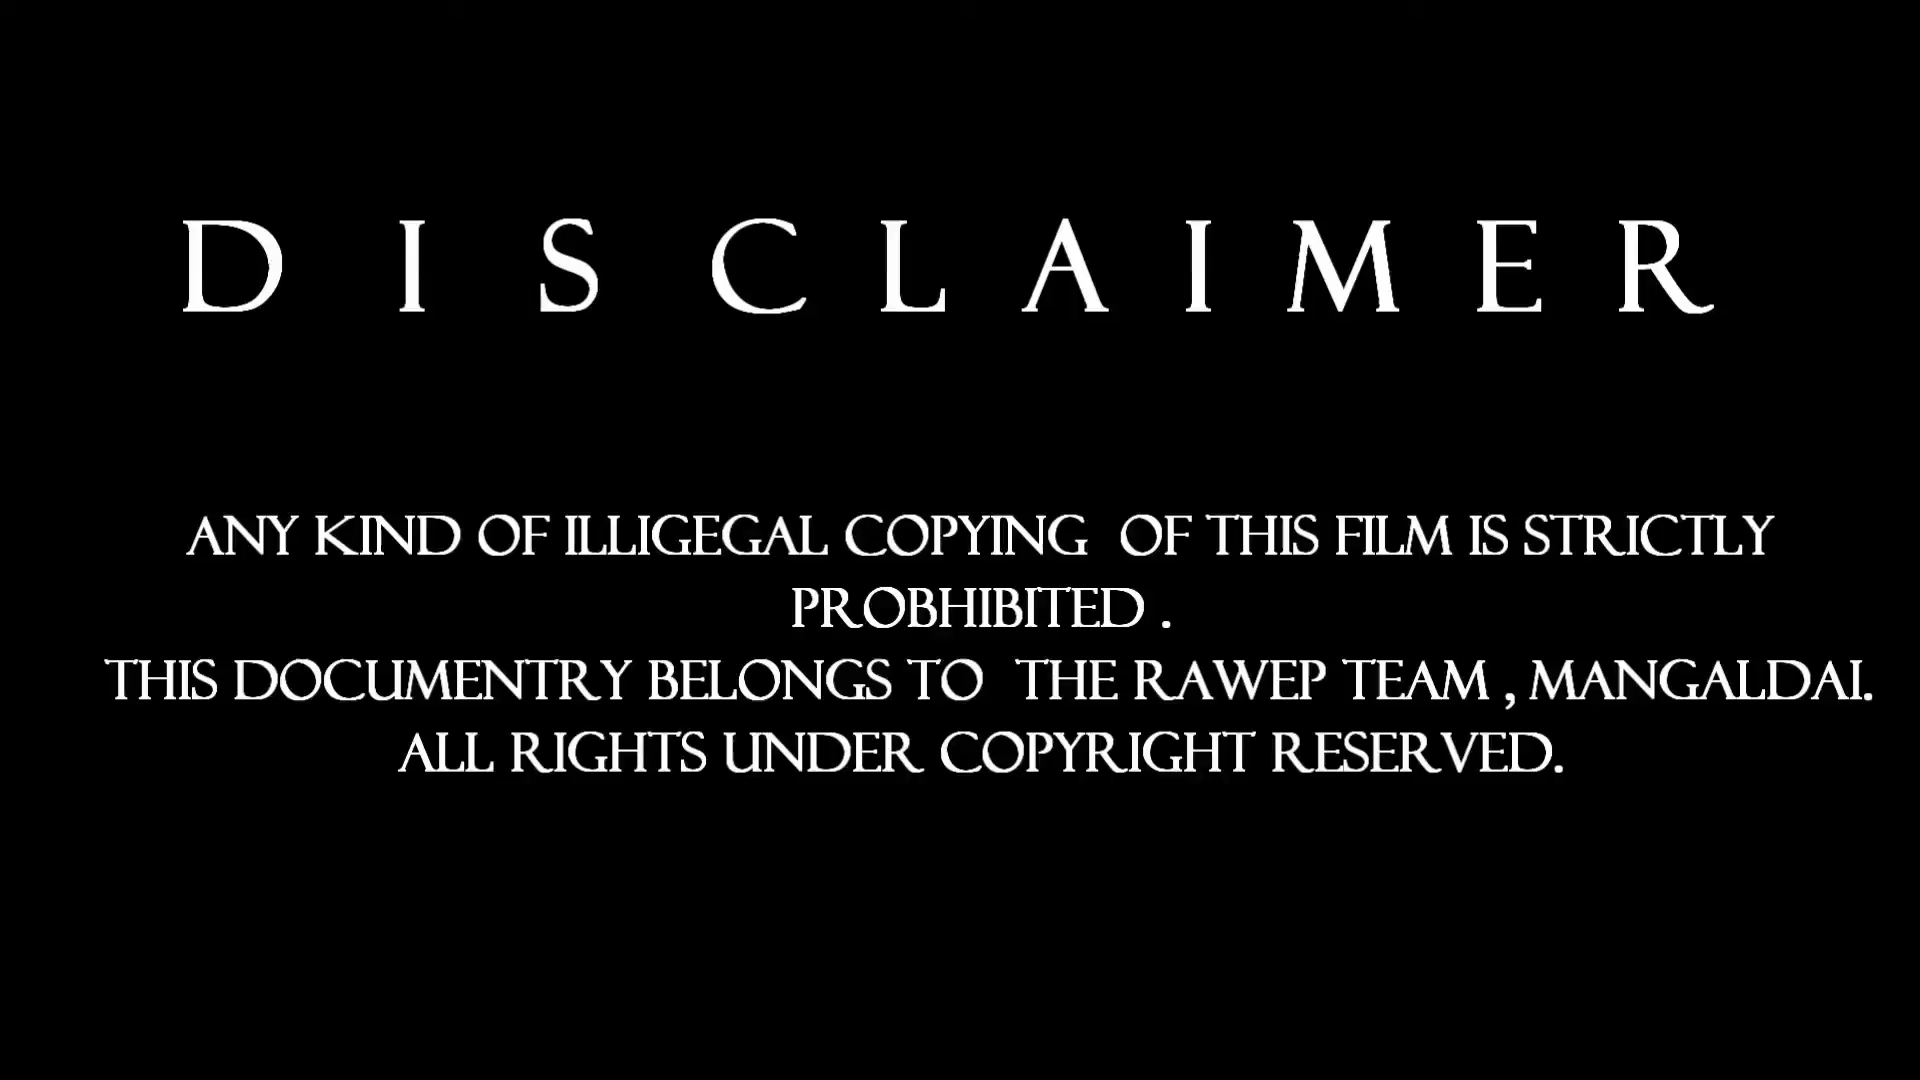 D I S C L A I M E R
ANY KIND OF ILLIGEGAL COPYING OF THIS FILM IS STRICTLY
PROBHIBITED .
THIS DOCUMENTRY BELONGS TO THE RAWEP TEAM , MANGALDAI.
ALL RIGHTS UNDER COPYRIGHT RESERVED.